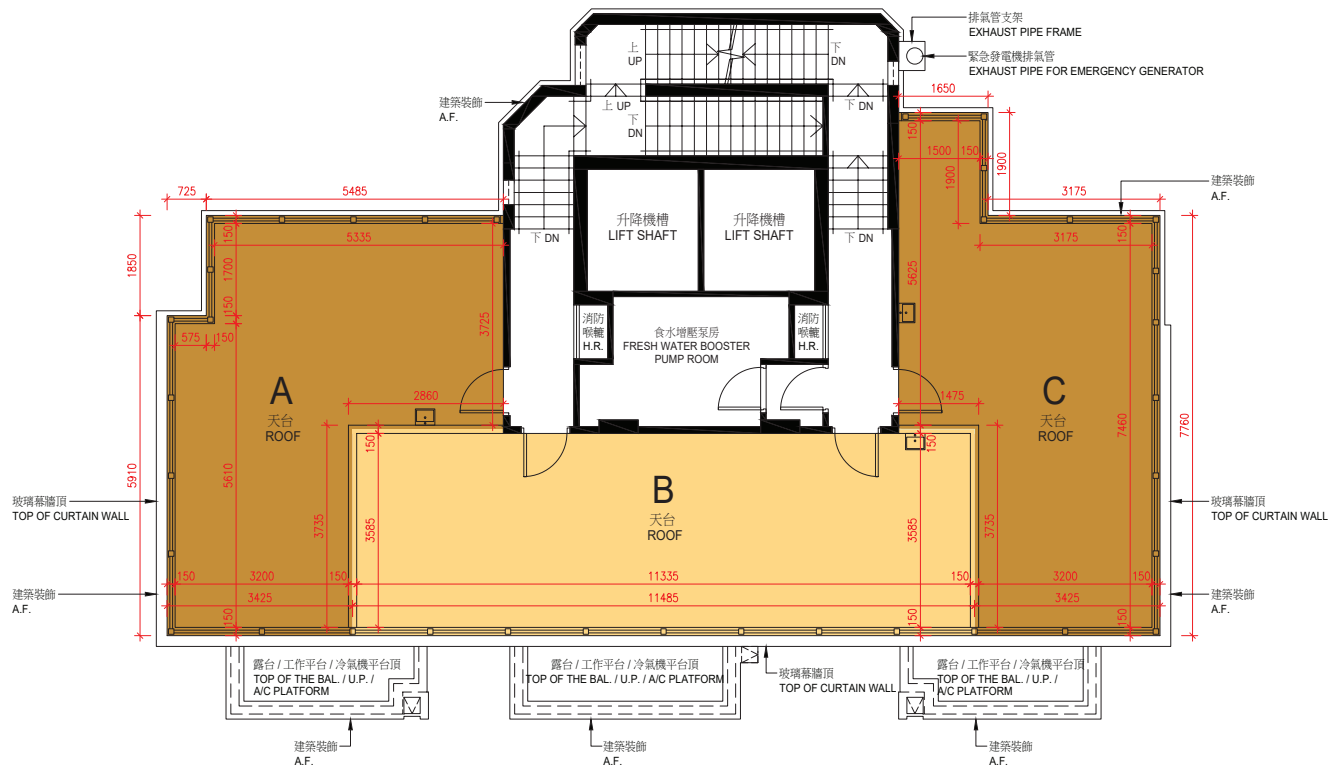 排氣管支架
EXHAUST PIPE FRAME
緊急發電機排氣管
EXHAUST PIPE FOR EMERGENCY GENERATOR
上
UP
下
DN
建築裝飾
A.F.
上 UP
下
DN
下
DN
1650
150
1500
150
1900
1900
725
5485
3175
建築裝飾
A.F.
升降機槽
LIFT SHAFT
升降機槽
LIFT SHAFT
下 DN
下 DN
150
5335
3175
150
1850
1700
150
5625
575
150
3725
消防
喉轆
H.R.
食水增壓泵房
FRESH WATER BOOSTER
PUMP ROOM
消防
喉轆
H.R.
A
天台
ROOF
2860
1475
C
天台
ROOF
7460
7760
150
150
5910
5610
3735
3585
B
天台
ROOF
3585
3735
玻璃幕牆頂
TOP OF CURTAIN WALL
玻璃幕牆頂
TOP OF CURTAIN WALL
150
3200
150
11335
150
3200
150
建築裝飾
A.F.
3425
11485
3425
建築裝飾
A.F.
150
150
150
露台 / 工作平台 / 冷氣機平台頂
TOP OF THE BAL. / U.P. /
A/C PLATFORM
露台 / 工作平台 / 冷氣機平台頂
TOP OF THE BAL. / U.P. / A/C PLATFORM
玻璃幕牆頂
TOP OF CURTAIN WALL
露台 / 工作平台 / 冷氣機平台頂
TOP OF THE BAL. / U.P. /
A/C PLATFORM
建築裝飾
A.F.
建築裝飾
A.F.
建築裝飾
A.F.